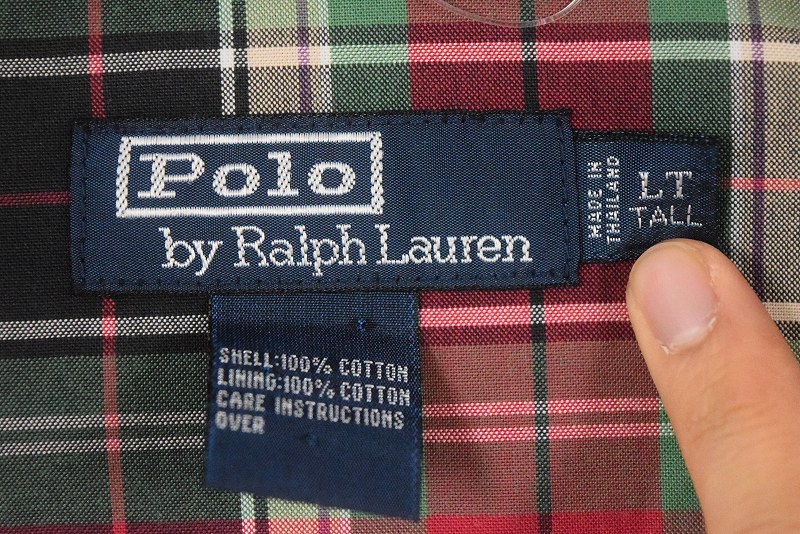 Polo
by Ralph Lauren
MADE IN
THAILAND
LT
TALL
SHELL:100% COTTON
LINING:100% COTTON
CARE INSTRUCTIONS
OVER